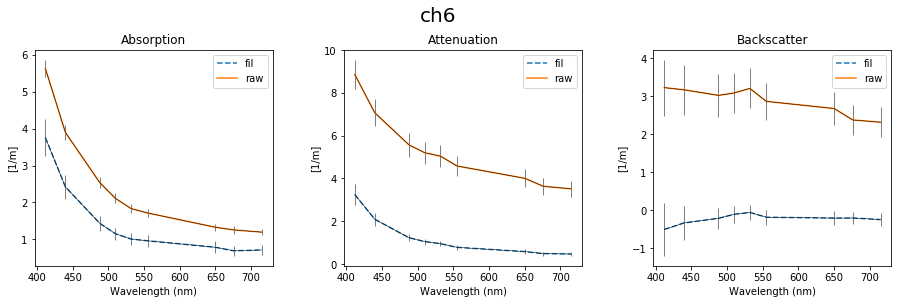 ch6
Absorption
Attenuation
Backscatter
fil
raw
fil
raw
fil
raw
[1/m]
6
5
4
3
2
1
[1/m]
10
8
6
4
2
0
[1/m]
4
3
2
1
0
−1
400 450 500 550 600 650 700
400 450 500 550 600 650 700
400 450 500 550 600 650 700
Wavelength (nm)
Wavelength (nm)
Wavelength (nm)